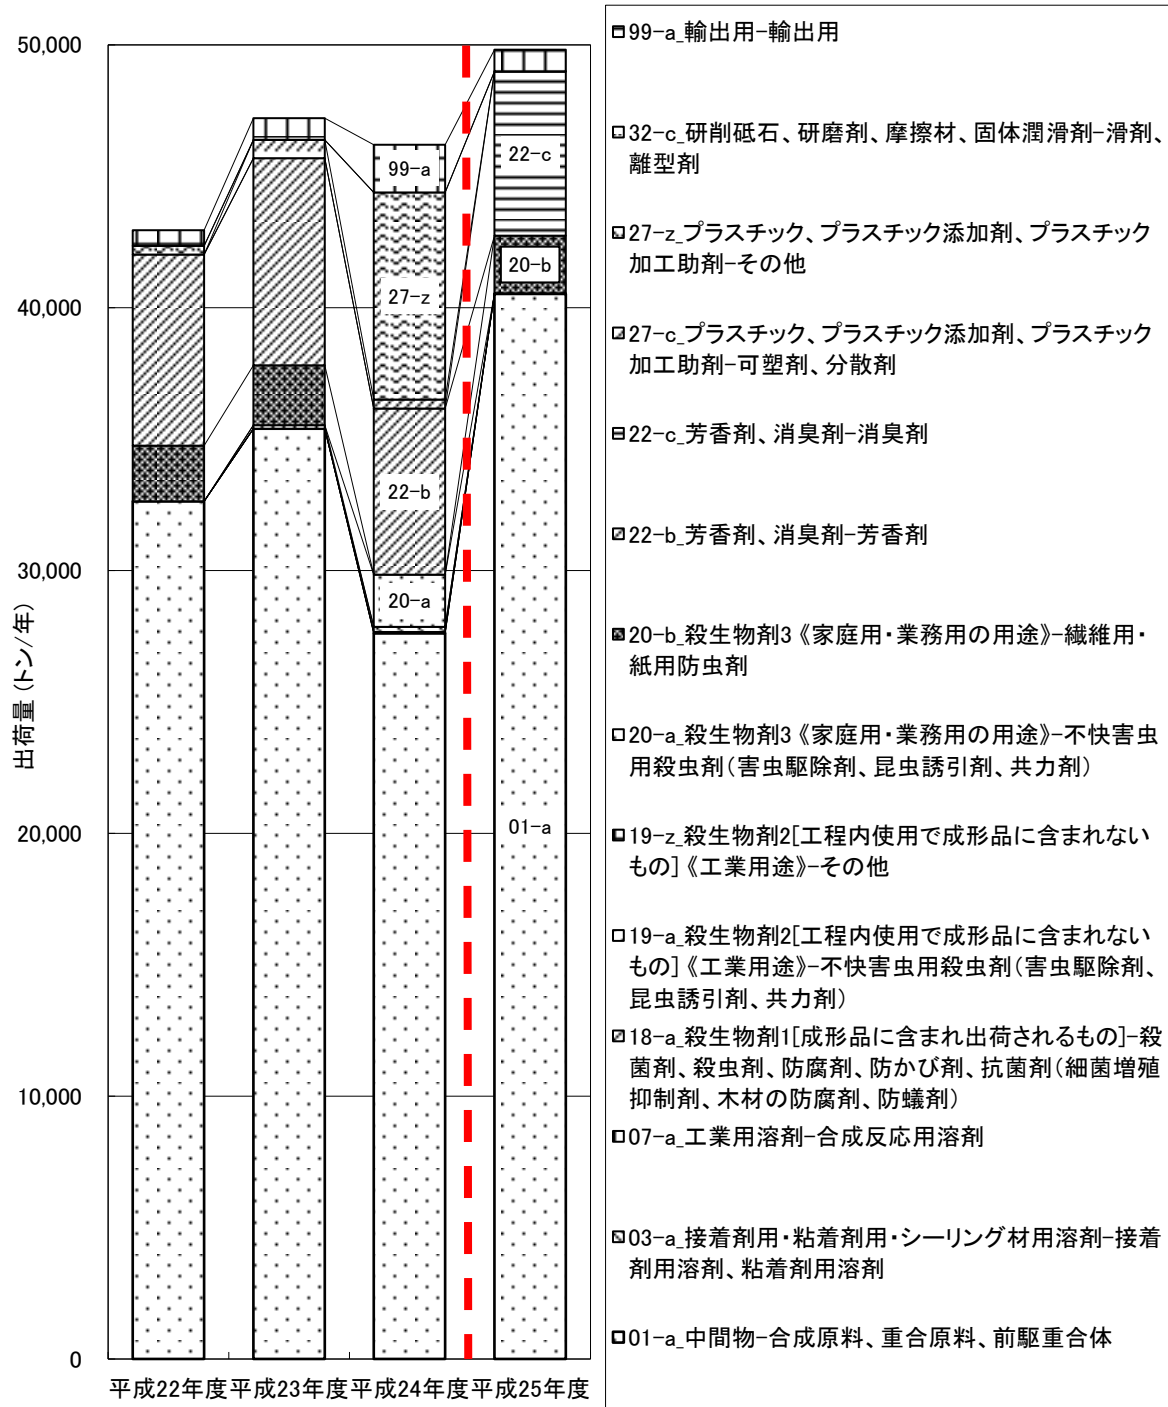 50,000
40,000
30,000
20,000
10,000
0
出荷量(トン/年)
平成22年度
平成23年度
平成24年度
平成25年度
99-a
27-z
22-b
20-a
22-c
20-b
01-a
99-a_輸出用-輸出用
32-c_研削砥石、研磨剤、摩擦材、固体潤滑剤-滑剤、
離型剤
27-z_プラスチック、プラスチック添加剤、プラスチック
加工助剤-その他
27-c_プラスチック、プラスチック添加剤、プラスチック
加工助剤-可塑剤、分散剤
22-c_芳香剤、消臭剤-消臭剤
22-b_芳香剤、消臭剤-芳香剤
20-b_殺生物剤3《家庭用・業務用の用途》-繊維用・
紙用防虫剤
20-a_殺生物剤3《家庭用・業務用の用途》-不快害虫
用殺虫剤(害虫駆除剤、昆虫誘引剤、共力剤)
19-z_殺生物剤2[工程内使用で成形品に含まれない
もの]《工業用途》-その他
19-a_殺生物剤2[工程内使用で成形品に含まれない
もの]《工業用途》-不快害虫用殺虫剤(害虫駆除剤、
昆虫誘引剤、共力剤)
18-a_殺生物剤1[成形品に含まれ出荷されるもの]-殺
菌剤、殺虫剤、防腐剤、防かび剤、抗菌剤(細菌増殖
抑制剤、木材の防腐剤、防蟻剤)
07-a_工業用溶剤-合成反応用溶剤
03-a_接着剤用・粘着剤用・シーリング材用溶剤-接着
剤用溶剤、粘着剤用溶剤
01-a_中間物-合成原料、重合原料、前駆重合体